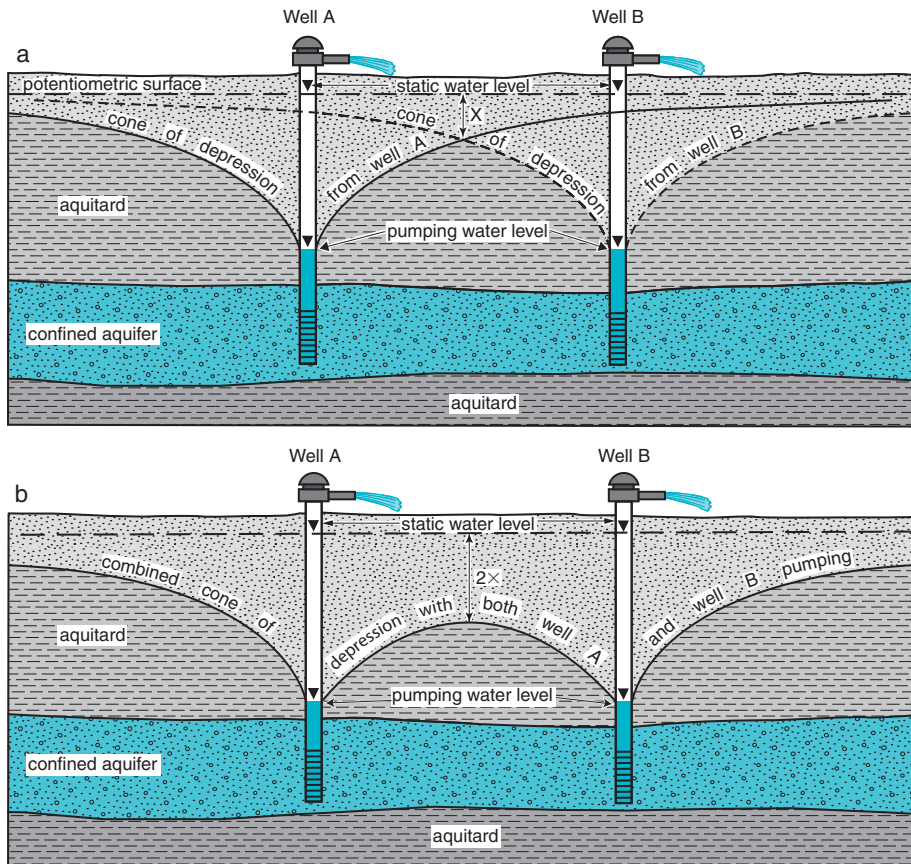 Well A
Well B
a
potentiometric surface
static water level
X
cone of depression
from well A
cone of depression
from well B
aquitard
pumping water level
confined aquifer
aquitard
Well A
Well B
b
static water level
combined cone of
2×
depression with both well A
and well B pumping
aquitard
pumping water level
confined aquifer
aquitard